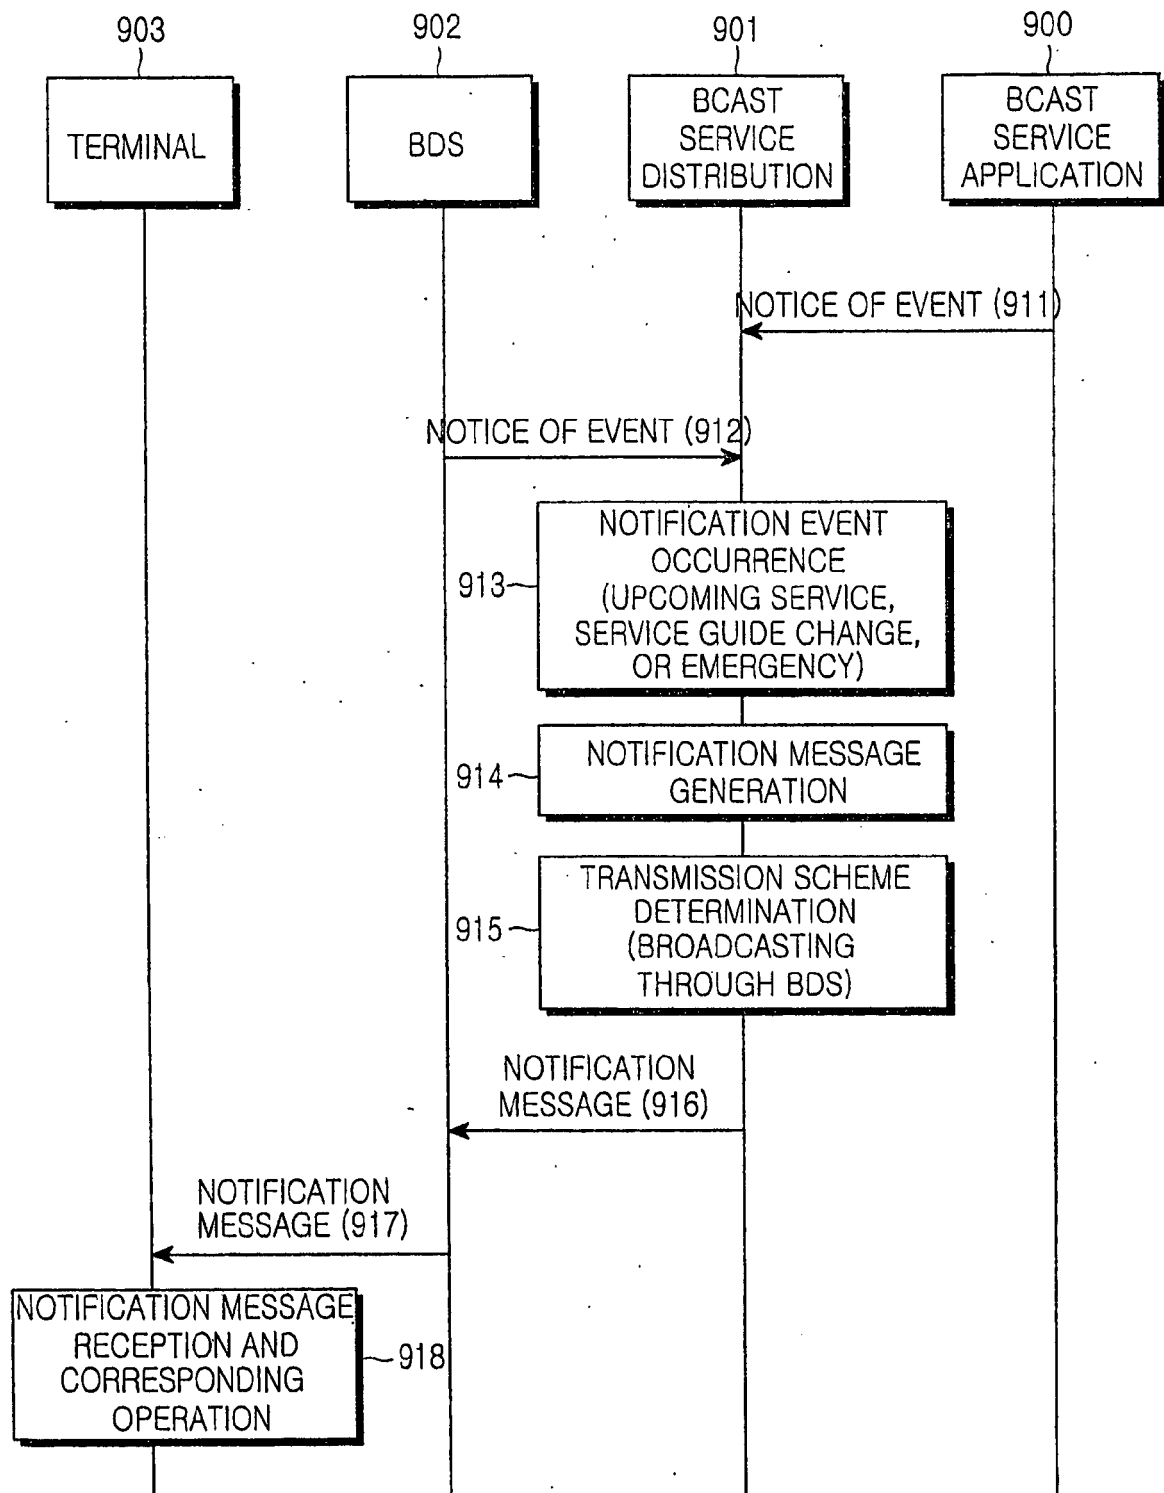 903
902
901
900
TERMINAL
BDS
BCAST
SERVICE
DISTRIBUTION
BCAST
SERVICE
APPLICATION
NOTICE OF EVENT (911)
NOTICE OF EVENT (912)
913
NOTIFICATION EVENT
OCCURRENCE
(UPCOMING SERVICE,
SERVICE GUIDE CHANGE,
OR EMERGENCY)
914
NOTIFICATION MESSAGE
GENERATION
915
TRANSMISSION SCHEME
DETERMINATION
(BROADCASTING
THROUGH BDS)
NOTIFICATION
MESSAGE (916)
NOTIFICATION
MESSAGE (917)
NOTIFICATION MESSAGE
RECEPTION AND
CORRESPONDING
OPERATION
918